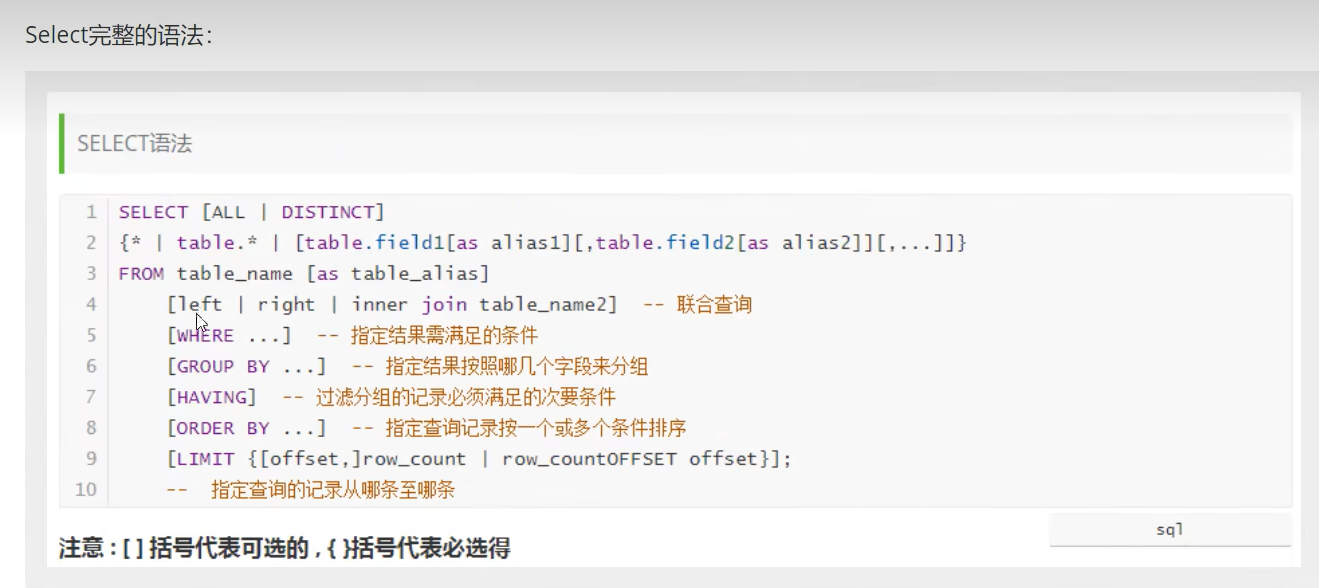 Select完整的语法：
SELECT语法
1 SELECT [ALL | DISTINCT]
2 {* | table.* | [table.field1[as alias1][,table.field2[as alias2]][,...]]}
3 FROM table_name [as table_alias]
4 [left | right | inner join table_name2] -- 联合查询
5 [WHERE ...] -- 指定结果需满足的条件
6 [GROUP BY ...] -- 指定结果按照哪几个字段来分组
7 [HAVING] -- 过滤分组的记录必须满足的次要条件
8 [ORDER BY ...] -- 指定查询记录按一个或多个条件排序
9 [LIMIT {[offset,]row_count | row_countOFFSET offset}];
10 -- 指定查询的记录从哪条至哪条
sql
注意 : [ ] 括号代表可选的 , { }括号代表必选得